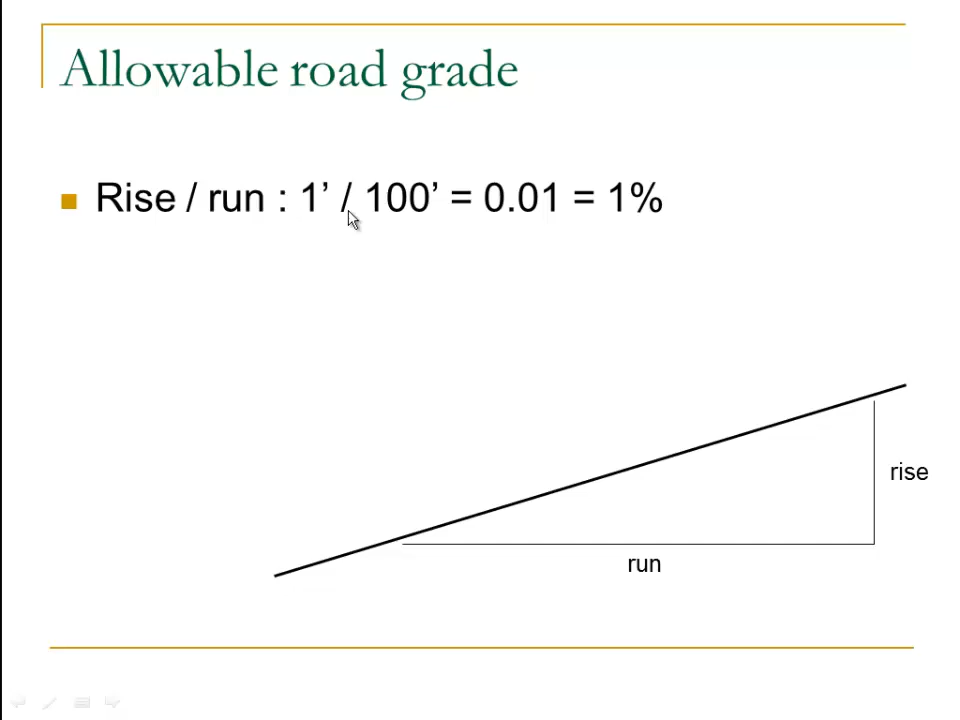 Allowable road grade
Rise / run : 1’ / 100’ = 0.01 = 1%
rise
run